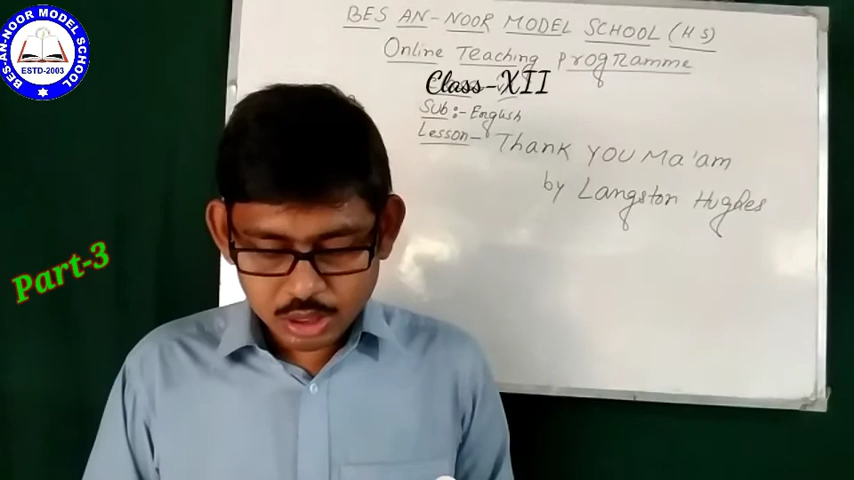 BES AN-NOOR MODEL SCHOOL (HS)
Online Teaching programme
Class-XII
Sub:- English
Lesson- Thank YOU Ma'am
by Langston Hughes
BES-AN-NOOR MODEL SCHOOL
ESTD-2003
Part-3